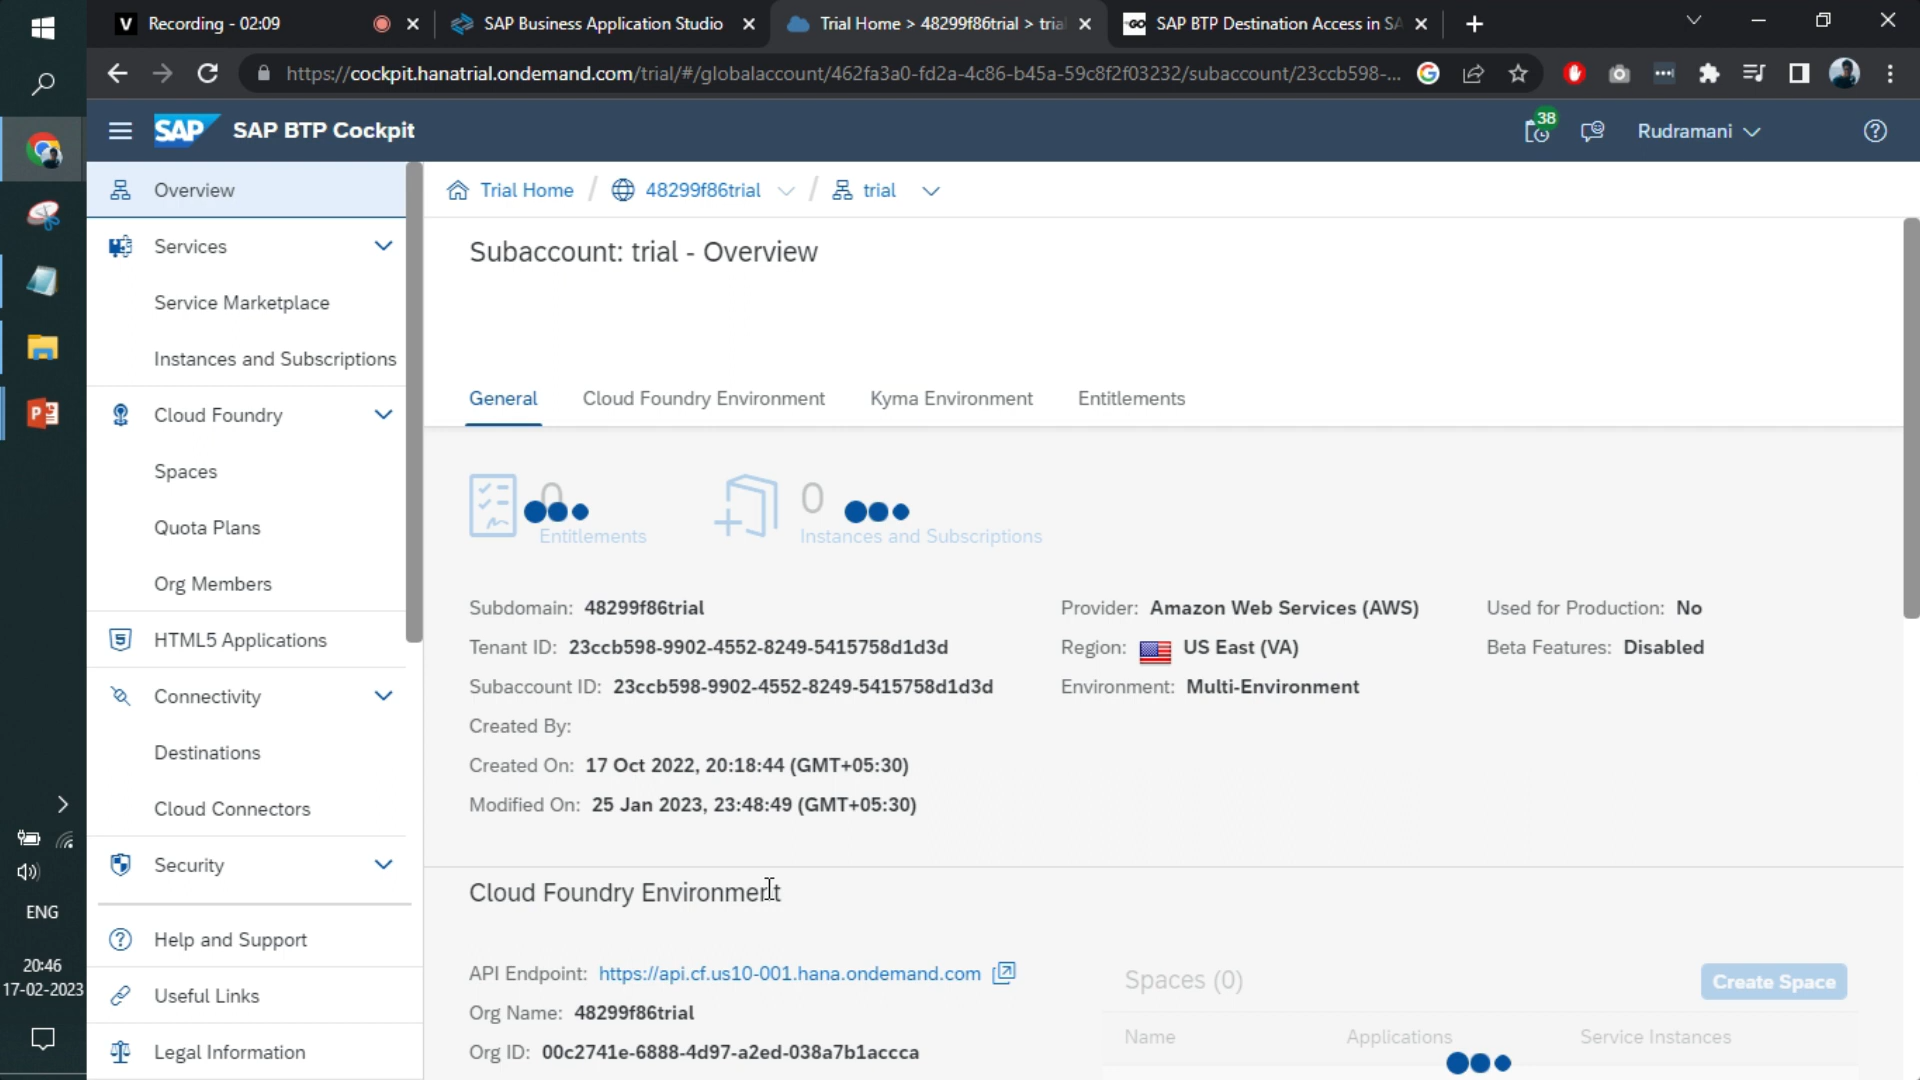 V Recording - 02:09
SAP Business Application Studio
Trial Home > 48299f86trial > tria
GO SAP BTP Destination Access in SA
https://cockpit.hanatrial.ondemand.com/trial/#/globalaccount/462fa3a0-fd2a-4c86-b45a-59c8f2f03232/subaccount/23ccb598-...
SAP SAP BTP Cockpit
38
Rudramani
Overview
Services
Service Marketplace
Instances and Subscriptions
Cloud Foundry
Spaces
Quota Plans
Org Members
HTML5 Applications
Connectivity
Destinations
Cloud Connectors
Security
Help and Support
Useful Links
Legal Information
Trial Home / 48299f86trial / trial
Subaccount: trial - Overview
General Cloud Foundry Environment Kyma Environment Entitlements
0
Entitlements
0
Instances and Subscriptions
Subdomain: 48299f86trial
Tenant ID: 23ccb598-9902-4552-8249-5415758d1d3d
Subaccount ID: 23ccb598-9902-4552-8249-5415758d1d3d
Created By:
Created On: 17 Oct 2022, 20:18:44 (GMT+05:30)
Modified On: 25 Jan 2023, 23:48:49 (GMT+05:30)
Provider: Amazon Web Services (AWS)
Region: US East (VA)
Environment: Multi-Environment
Used for Production: No
Beta Features: Disabled
Cloud Foundry Environment
API Endpoint: https://api.cf.us10-001.hana.ondemand.com
Org Name: 48299f86trial
Org ID: 00c2741e-6888-4d97-a2ed-038a7b1accca
Spaces (0)
Create Space
Name Applications Service Instances
ENG
20:46
17-02-2023